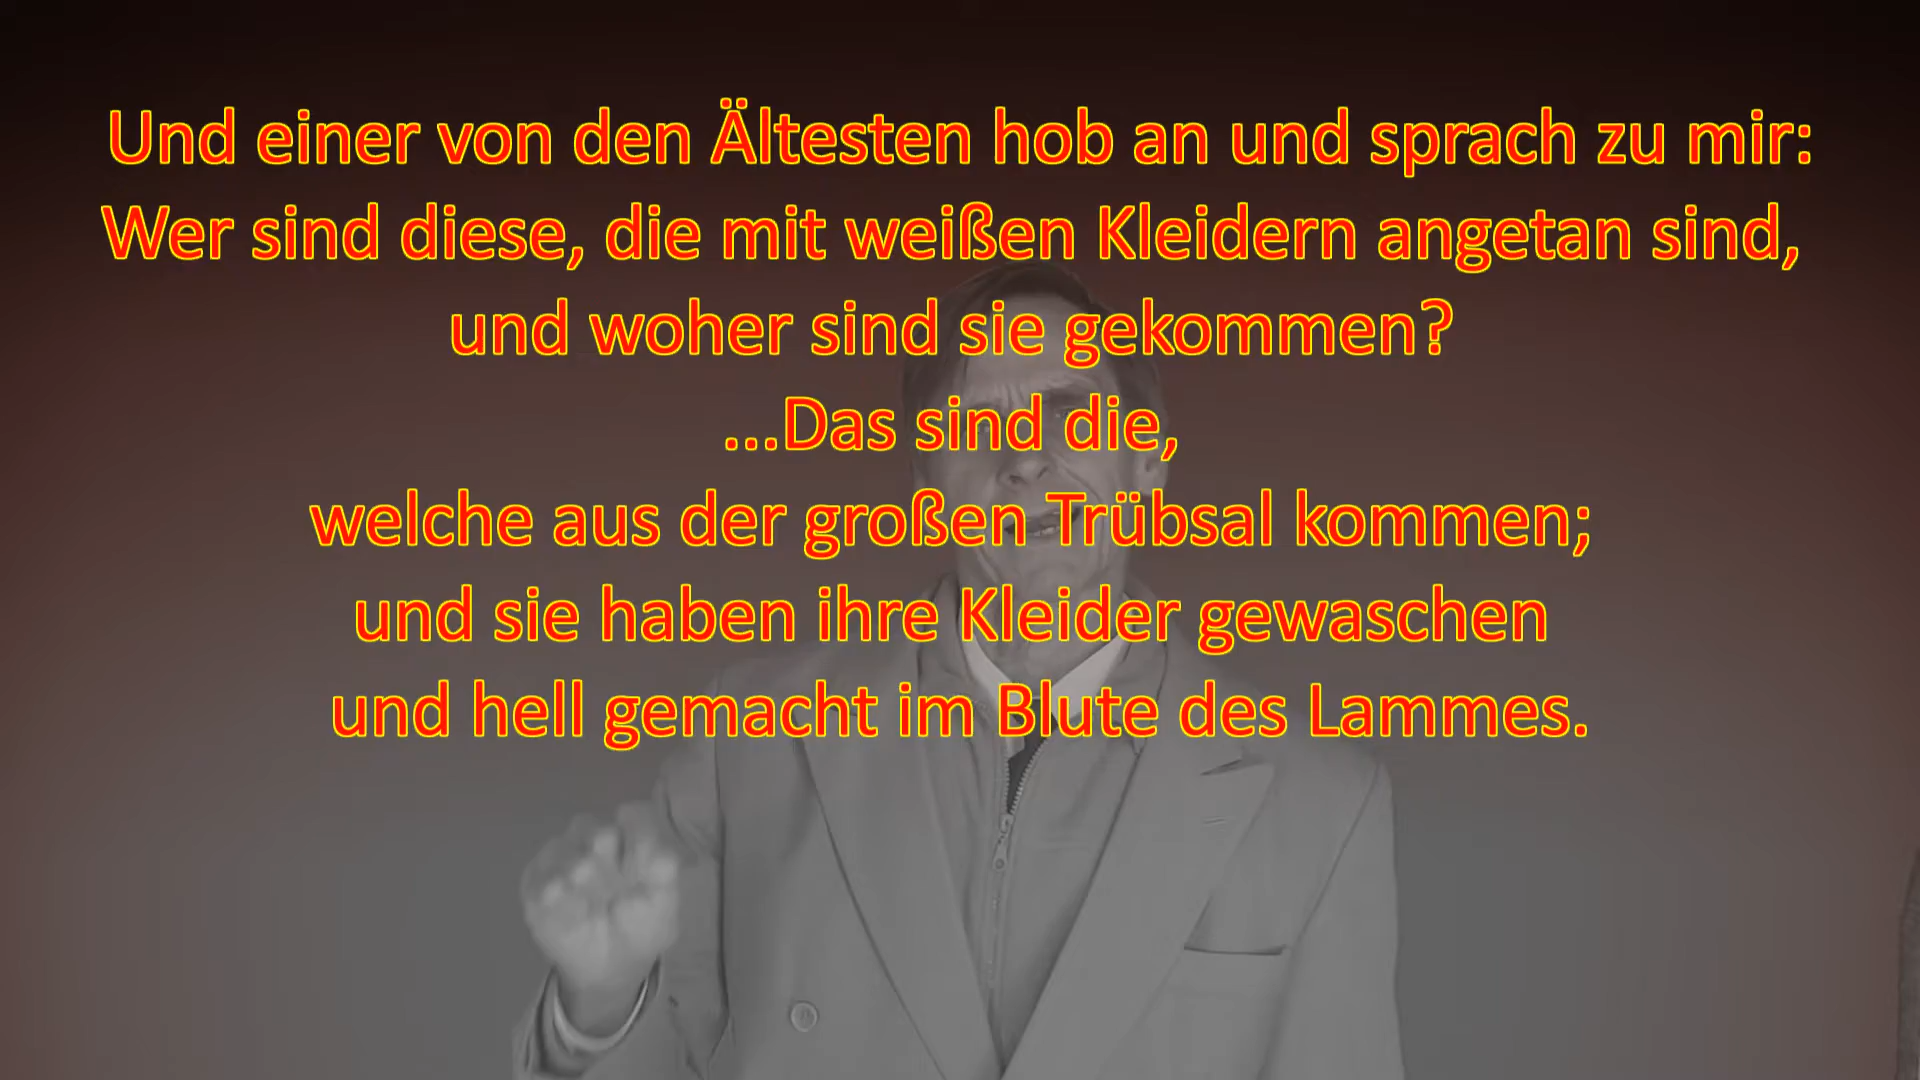 Und einer von den Ältesten hob an und sprach zu mir:
Wer sind diese, die mit weißen Kleidern angetan sind,
und woher sind sie gekommen?
...Das sind die,
welche aus der großen Trübsal kommen;
und sie haben ihre Kleider gewaschen
und hell gemacht im Blute des Lammes.